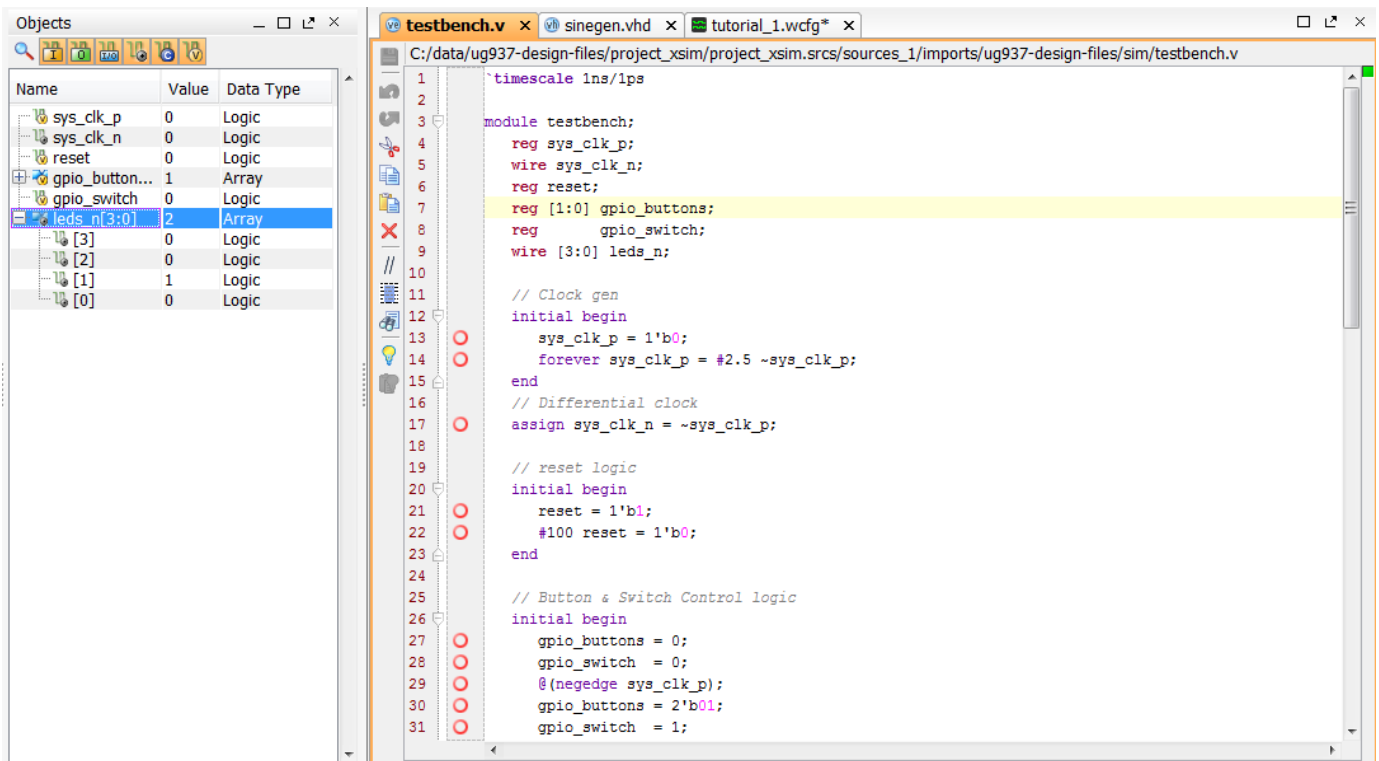 Objects
Name Value Data Type
sys_clk_p 0 Logic
sys_clk_n 0 Logic
reset 0 Logic
gpio_button... 1 Array
gpio_switch 0 Logic
leds_n[3:0] 2 Array
[3] 0 Logic
[2] 0 Logic
[1] 1 Logic
[0] 0 Logic
testbench.v sinegen.vhd tutorial_1.wcfg*
C:/data/ug937-design-files/project_xsim/project_xsim.srcs/sources_1/imports/ug937-design-files/sim/testbench.v
1 `timescale 1ns/1ps
2
3 module testbench;
4 reg sys_clk_p;
5 wire sys_clk_n;
6 reg reset;
7 reg [1:0] gpio_buttons;
8 reg gpio_switch;
9 wire [3:0] leds_n;
10
11 // Clock gen
12 initial begin
13 sys_clk_p = 1'b0;
14 forever sys_clk_p = #2.5 ~sys_clk_p;
15 end
16 // Differential clock
17 assign sys_clk_n = ~sys_clk_p;
18
19 // reset logic
20 initial begin
21 reset = 1'b1;
22 #100 reset = 1'b0;
23 end
24
25 // Button & Switch Control logic
26 initial begin
27 gpio_buttons = 0;
28 gpio_switch = 0;
29 @(negedge sys_clk_p);
30 gpio_buttons = 2'b01;
31 gpio_switch = 1;